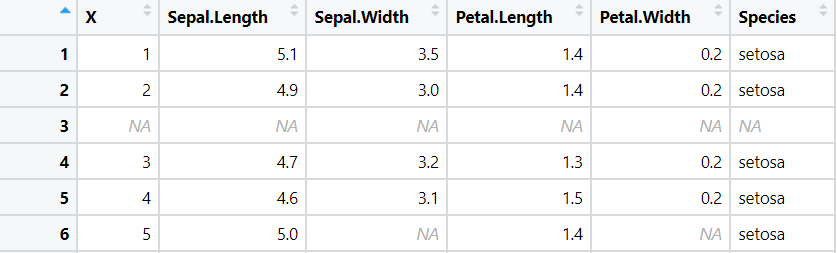 X Sepal.Length Sepal.Width Petal.Length Petal.Width Species
1 1 5.1 3.5 1.4 0.2 setosa
2 2 4.9 3.0 1.4 0.2 setosa
3 NA NA NA NA NA NA
4 3 4.7 3.2 1.3 0.2 setosa
5 4 4.6 3.1 1.5 0.2 setosa
6 5 5.0 NA 1.4 NA setosa